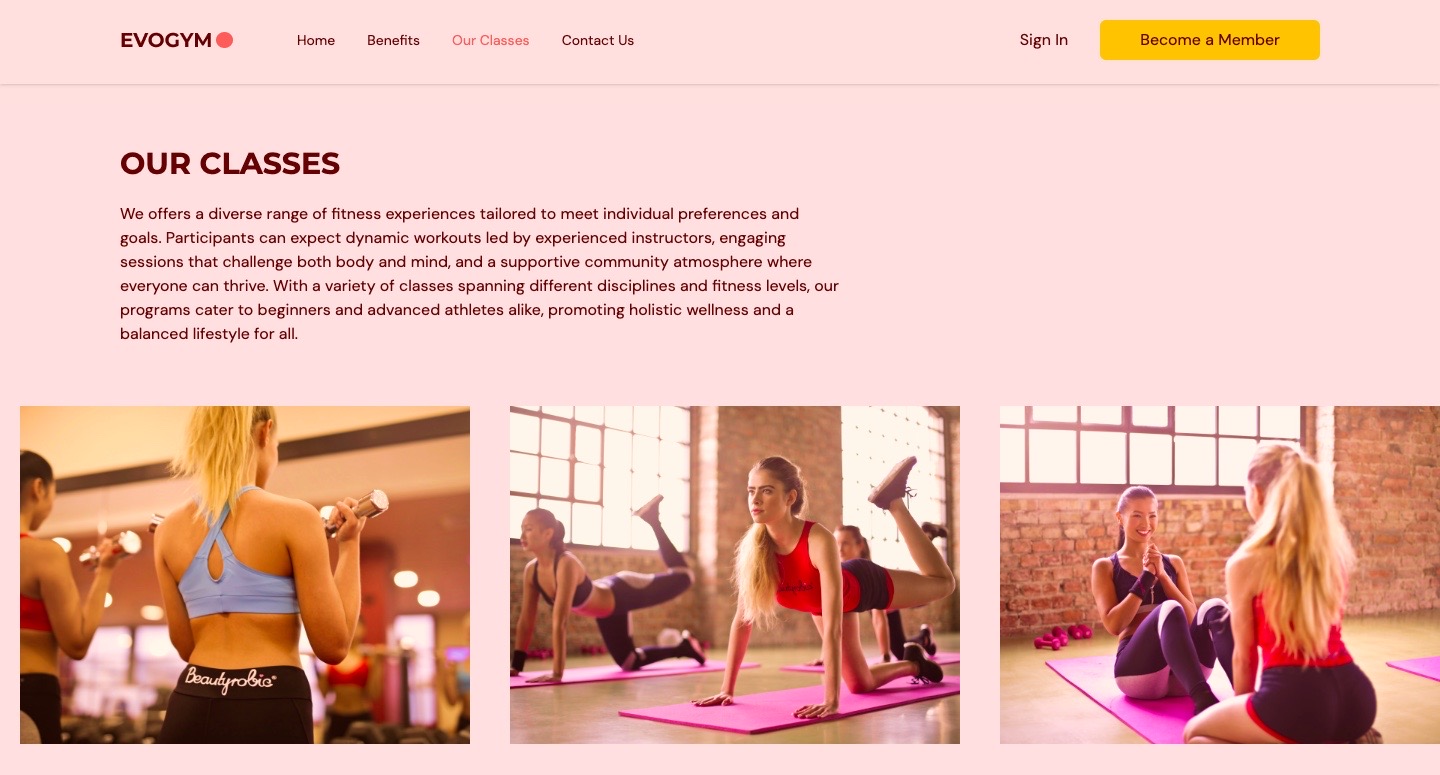 EVOGYM
Home
Benefits
Our Classes
Contact Us
Sign In
Become a Member
OUR CLASSES
We offers a diverse range of fitness experiences tailored to meet individual preferences and
goals. Participants can expect dynamic workouts led by experienced instructors, engaging
sessions that challenge both body and mind, and a supportive community atmosphere where
everyone can thrive. With a variety of classes spanning different disciplines and fitness levels, our
programs cater to beginners and advanced athletes alike, promoting holistic wellness and a
balanced lifestyle for all.
Beautyrobic®